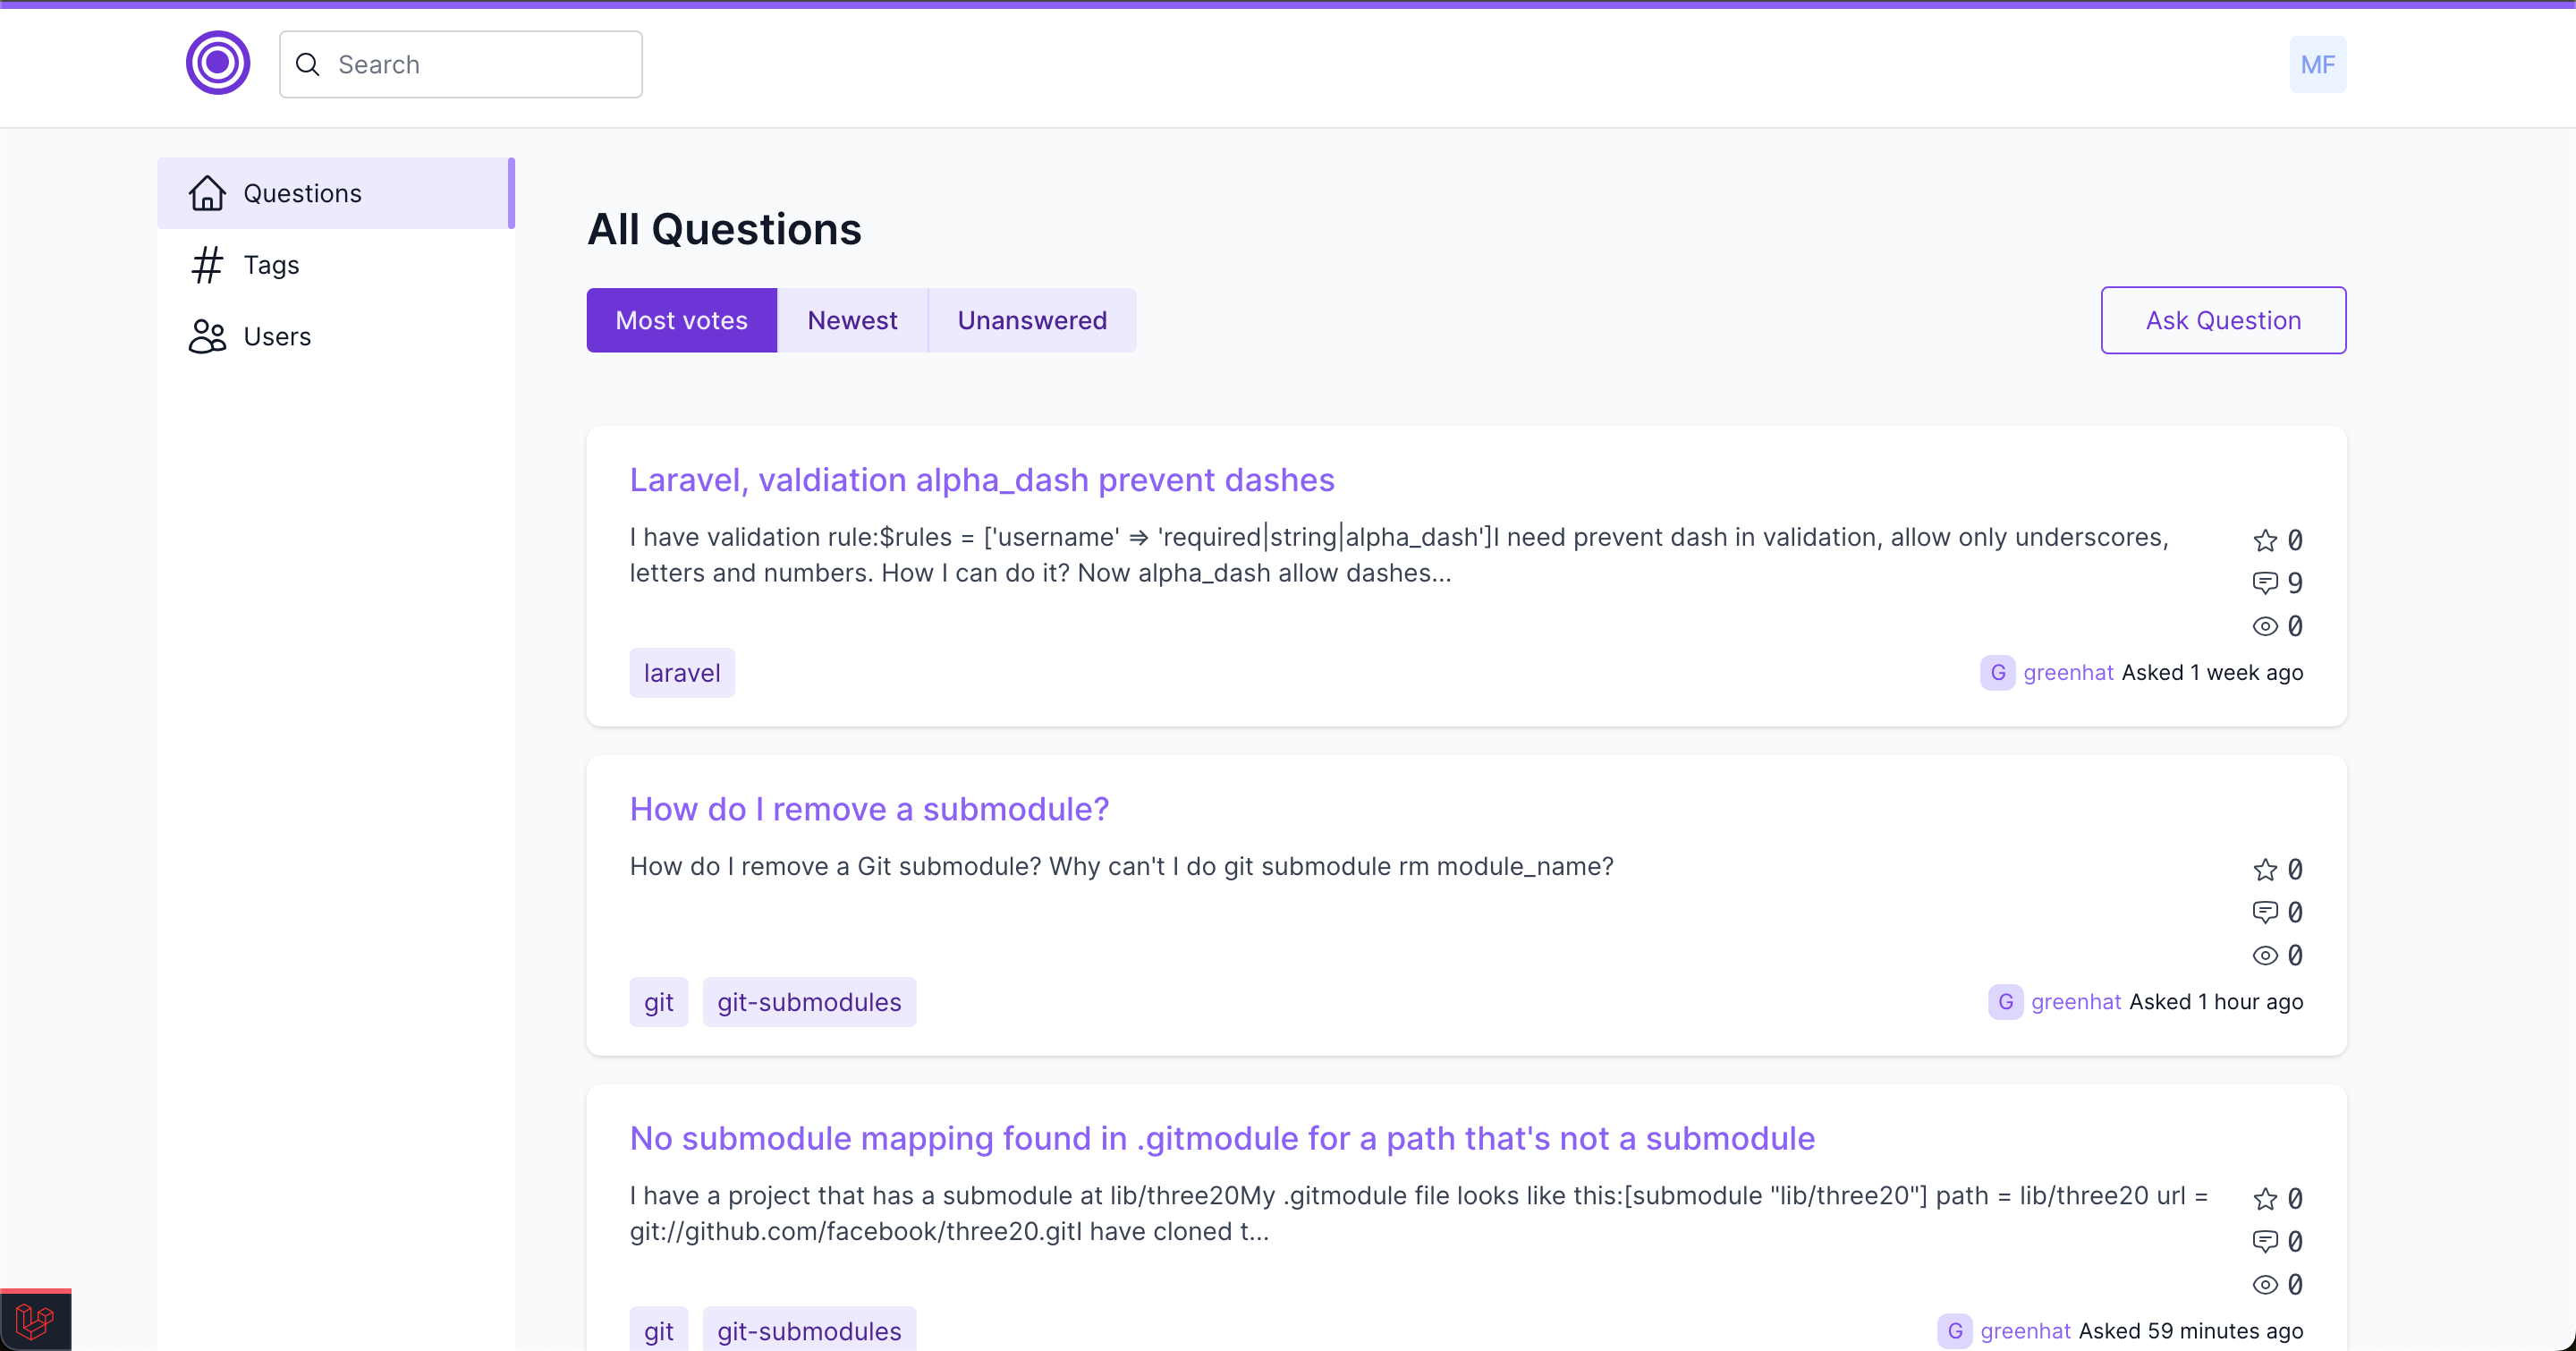 Search
MF
Questions
Tags
Users
All Questions
Most votes
Newest
Unanswered
Ask Question
Laravel, valdiation alpha_dash prevent dashes
I have validation rule:$rules = ['username' => 'required|string|alpha_dash']I need prevent dash in validation, allow only underscores,
letters and numbers. How I can do it? Now alpha_dash allow dashes...
0
9
0
laravel
G greenhat Asked 1 week ago
How do I remove a submodule?
How do I remove a Git submodule? Why can't I do git submodule rm module_name?
0
0
0
git git-submodules
G greenhat Asked 1 hour ago
No submodule mapping found in .gitmodule for a path that's not a submodule
I have a project that has a submodule at lib/three20My .gitmodule file looks like this:[submodule "lib/three20"] path = lib/three20 url =
git://github.com/facebook/three20.gitI have cloned t...
0
0
0
git git-submodules
G greenhat Asked 59 minutes ago